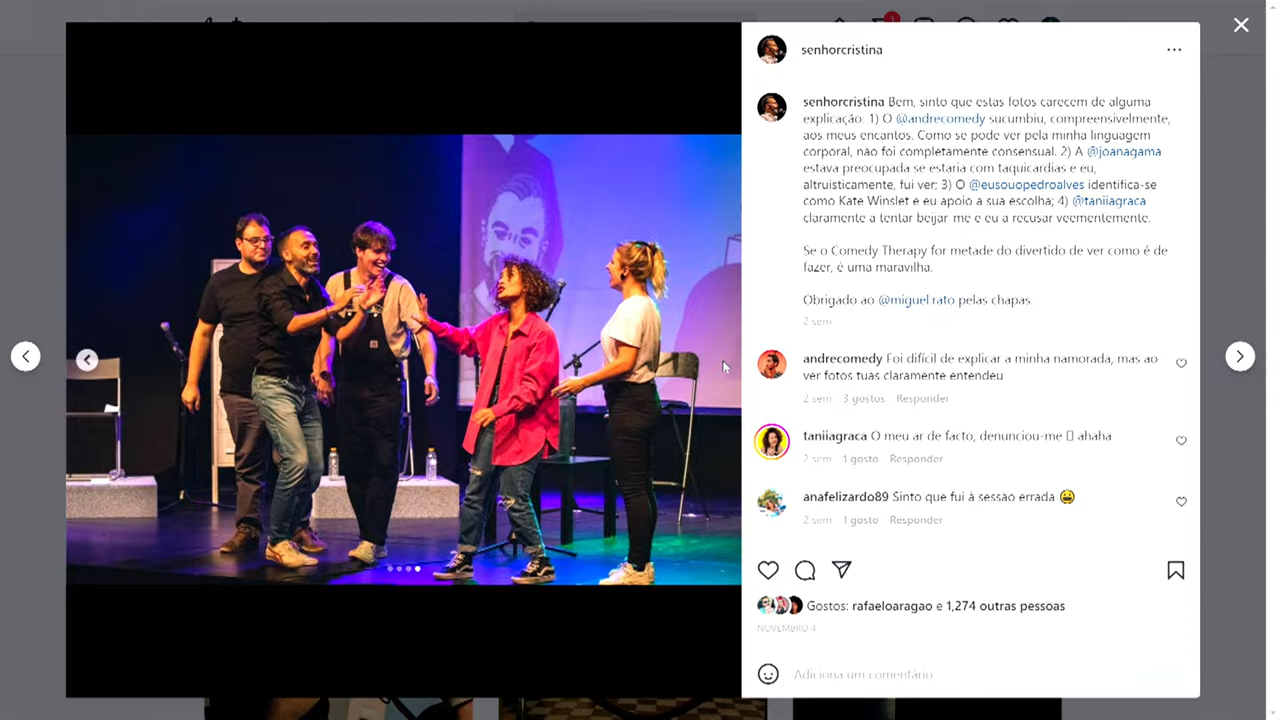 senhorcristina
senhorcristina Bem, sinto que estas fotos carecem de alguma
explicação: 1) O @andrecomedy sucumbiu, compreensivelmente,
aos meus encantos. Como se pode ver pela minha linguagem
corporal, não foi completamente consensual. 2) A @joanagama
estava preocupada se estaria com taquicardias e eu,
altruisticamente, fui ver; 3) O @eusouopedroalves identifica-se
como Kate Winslet e eu apoio a sua escolha; 4) @taniiagraca
claramente a tentar beijar-me e eu a recusar veementemente.
Se o Comedy Therapy for metade do divertido de ver como é de
fazer, é uma maravilha.
Obrigado ao @miguel.rato pelas chapas.
2 sem
andrecomedy Foi difícil de explicar a minha namorada, mas ao
ver fotos tuas claramente entendeu
2 sem 3 gostos Responder
taniiagraca O meu ar de facto, denunciou-me ahaha
2 sem 1 gosto Responder
anafelizardo89 Sinto que fui à sessão errada 😀
2 sem 1 gosto Responder
Gostos: rafaeloaragao e 1,274 outras pessoas
NOVEMBRO 4
Adiciona um comentário